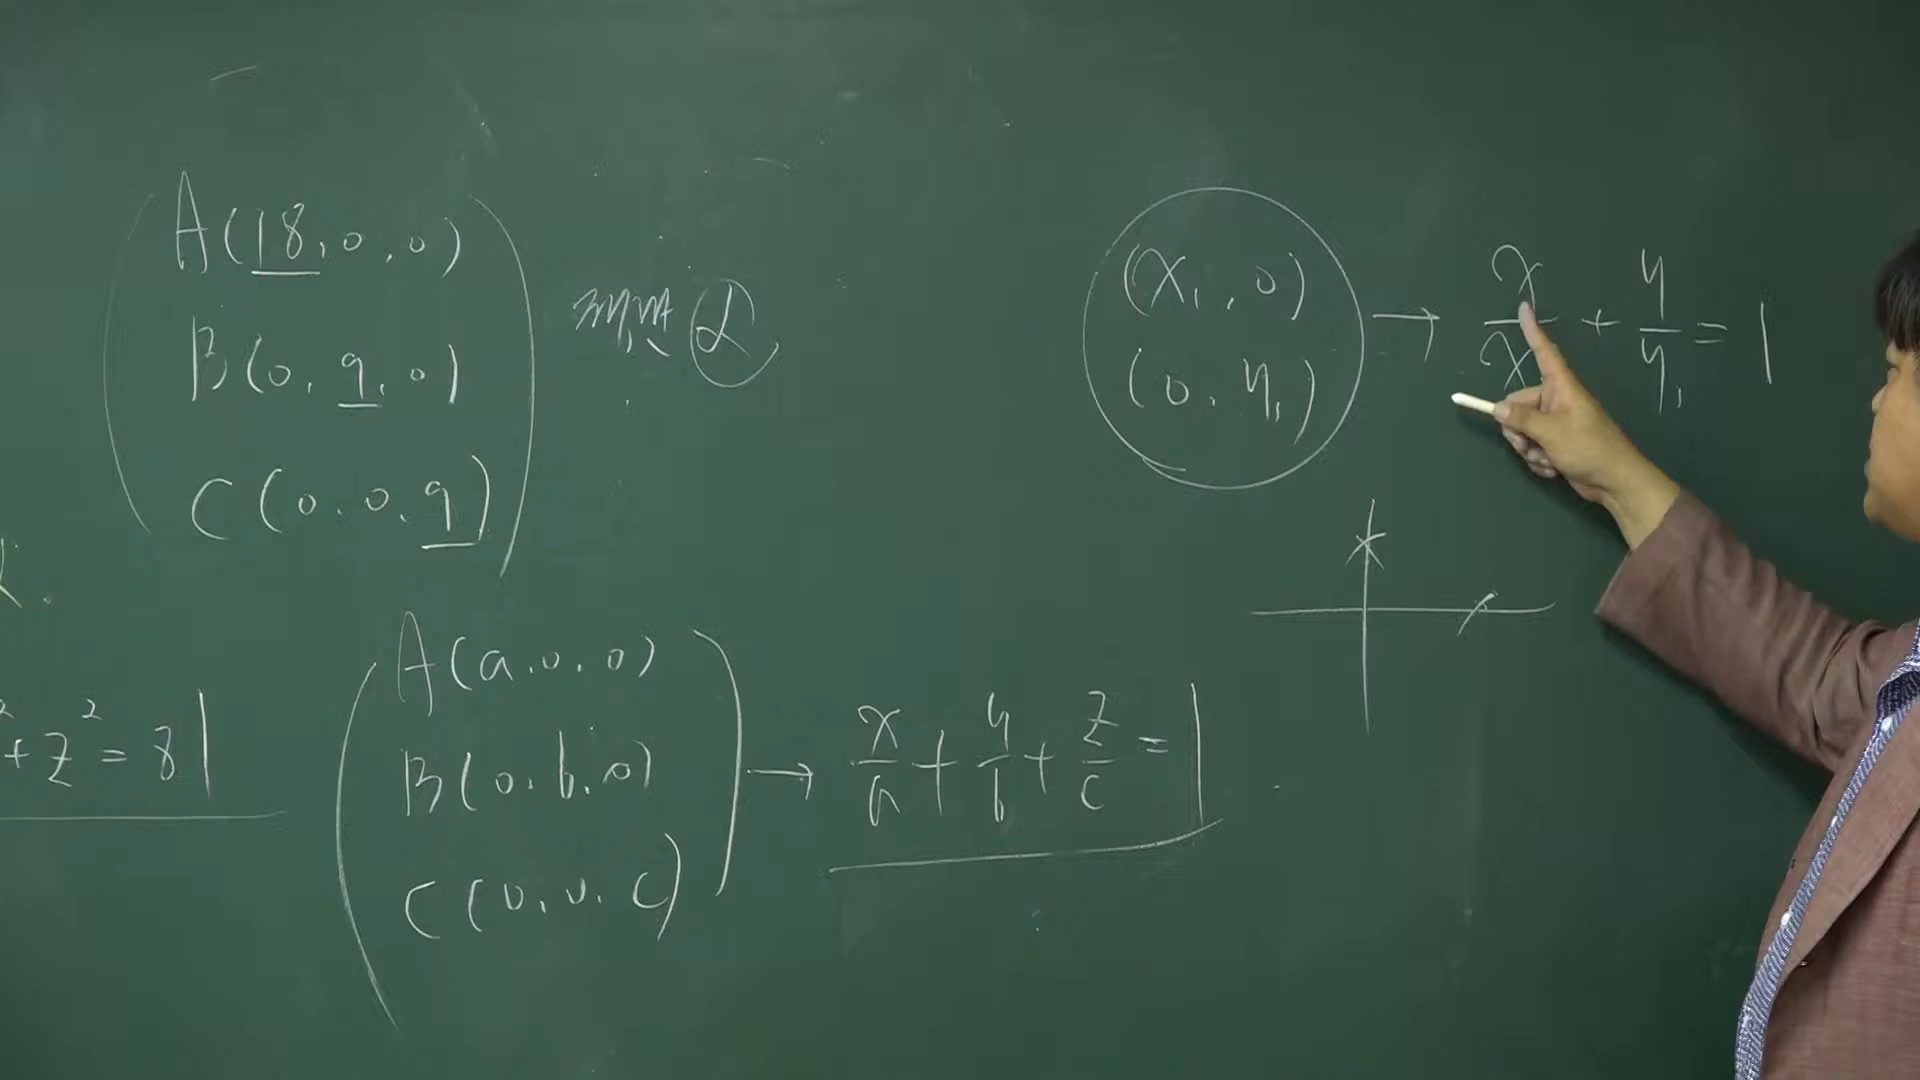 A(18,0,0)
B(0,9,0)
C(0,0,9)
α
(x₁,0)
(0,y₁)
→ x/x + y/y₁ = 1
² + z² = 81
A(a,0,0)
B(0,b,0)
C(0,0,c)
→ x/a + y/b + z/c = 1